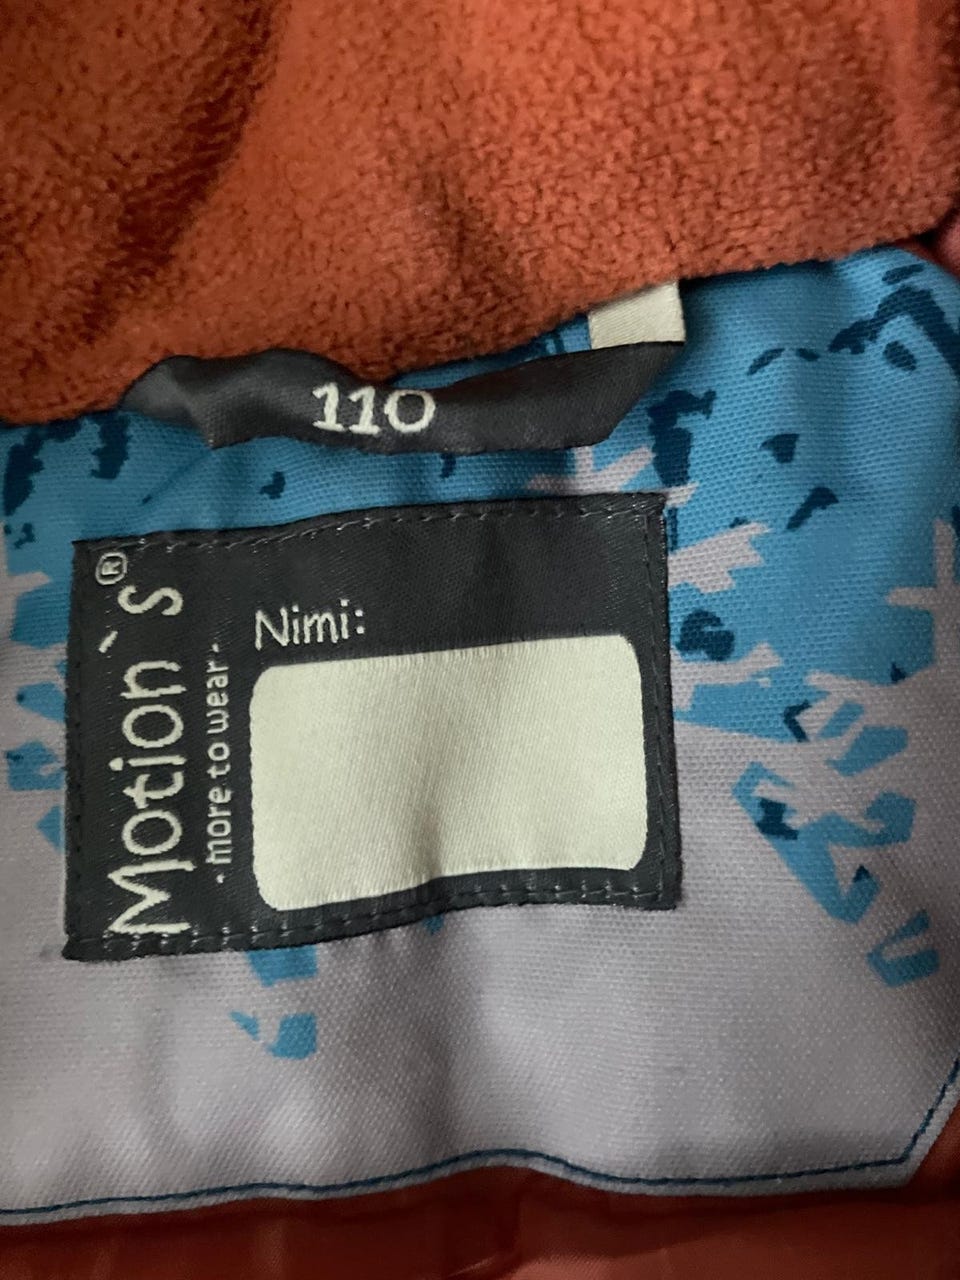 110
Nimi:
Motion`s®
- more to wear -